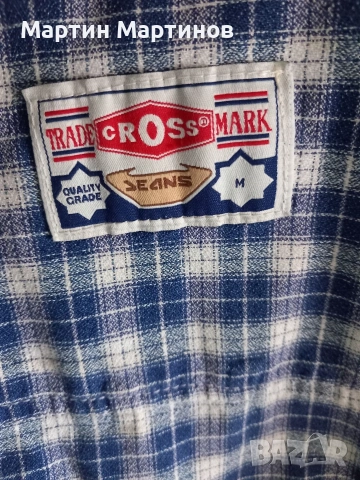 Мартин Мартинов
TRADE CROSS® MARK
QUALITY GRADE
JEANS
M
BAZAR